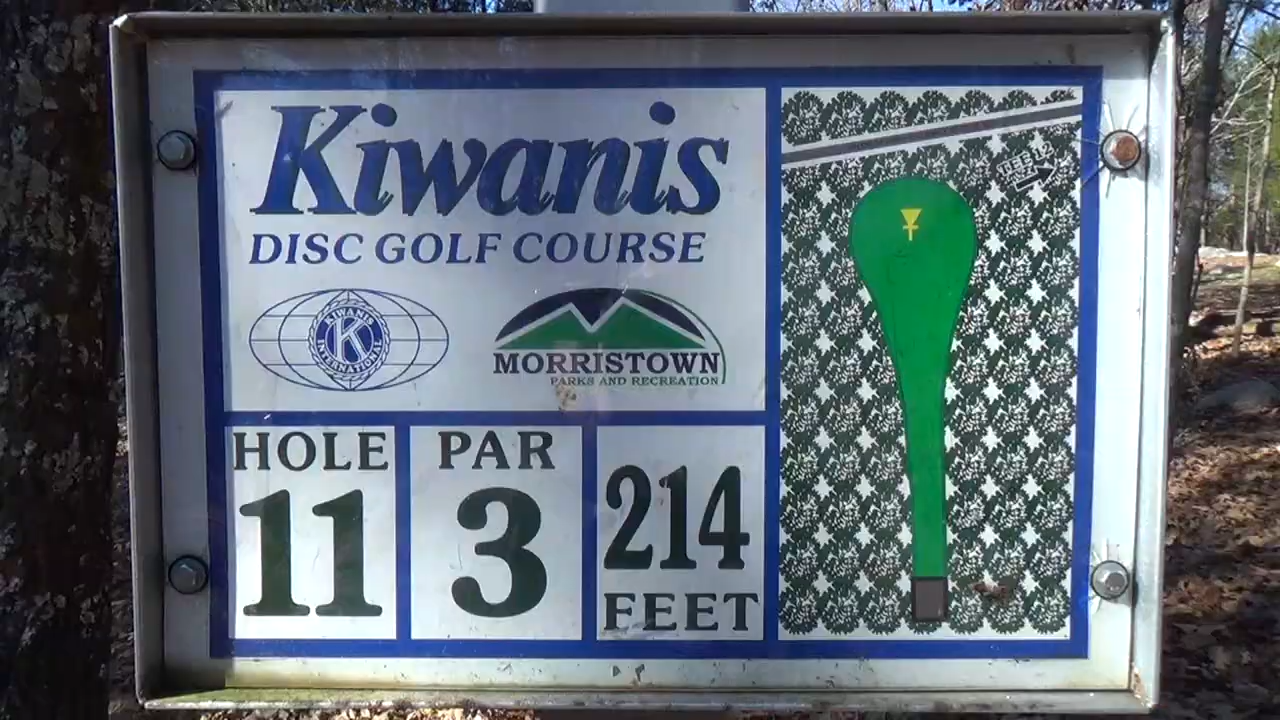 Kiwanis
DISC GOLF COURSE
KIWANIS
K
INTERNATIONAL
MORRISTOWN
PARKS AND RECREATION
HOLE
11
PAR
3
214
FEET
TEE 12